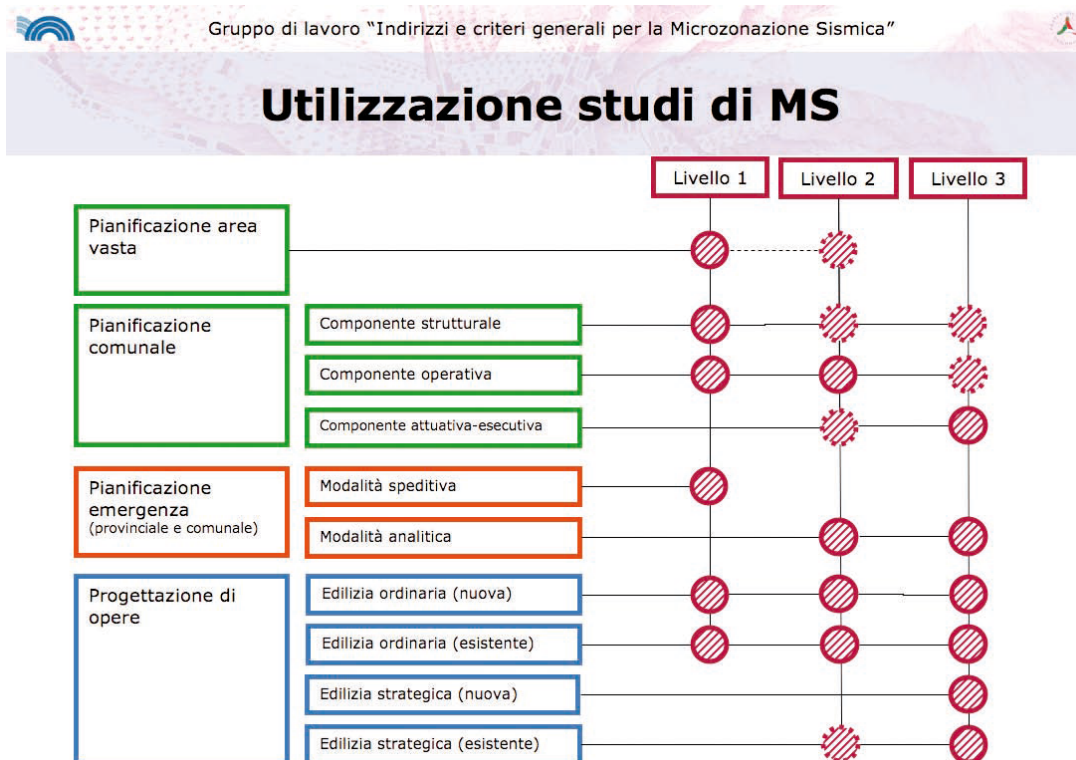 Gruppo di lavoro “Indirizzi e criteri generali per la Microzonazione Sismica”
Utilizzazione studi di MS
Livello 1
Livello 2
Livello 3
Pianificazione area
vasta
Pianificazione
comunale
Componente strutturale
Componente operativa
Componente attuativa-esecutiva
Pianificazione
emergenza
(provinciale e comunale)
Modalità speditiva
Modalità analitica
Progettazione di
opere
Edilizia ordinaria (nuova)
Edilizia ordinaria (esistente)
Edilizia strategica (nuova)
Edilizia strategica (esistente)